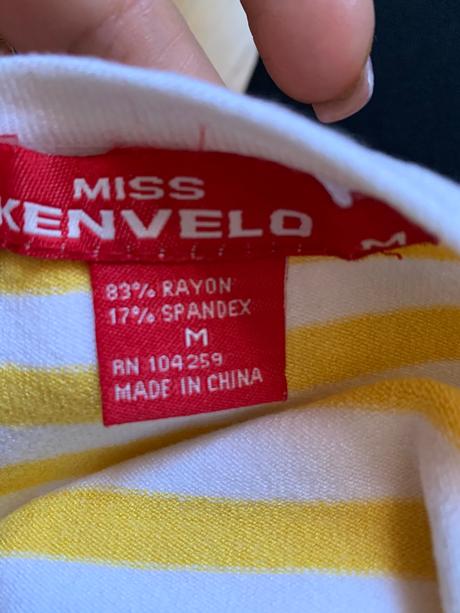 MISS
KENVELO
M
83% RAYON
17% SPANDEX
M
RN 104259
MADE IN CHINA